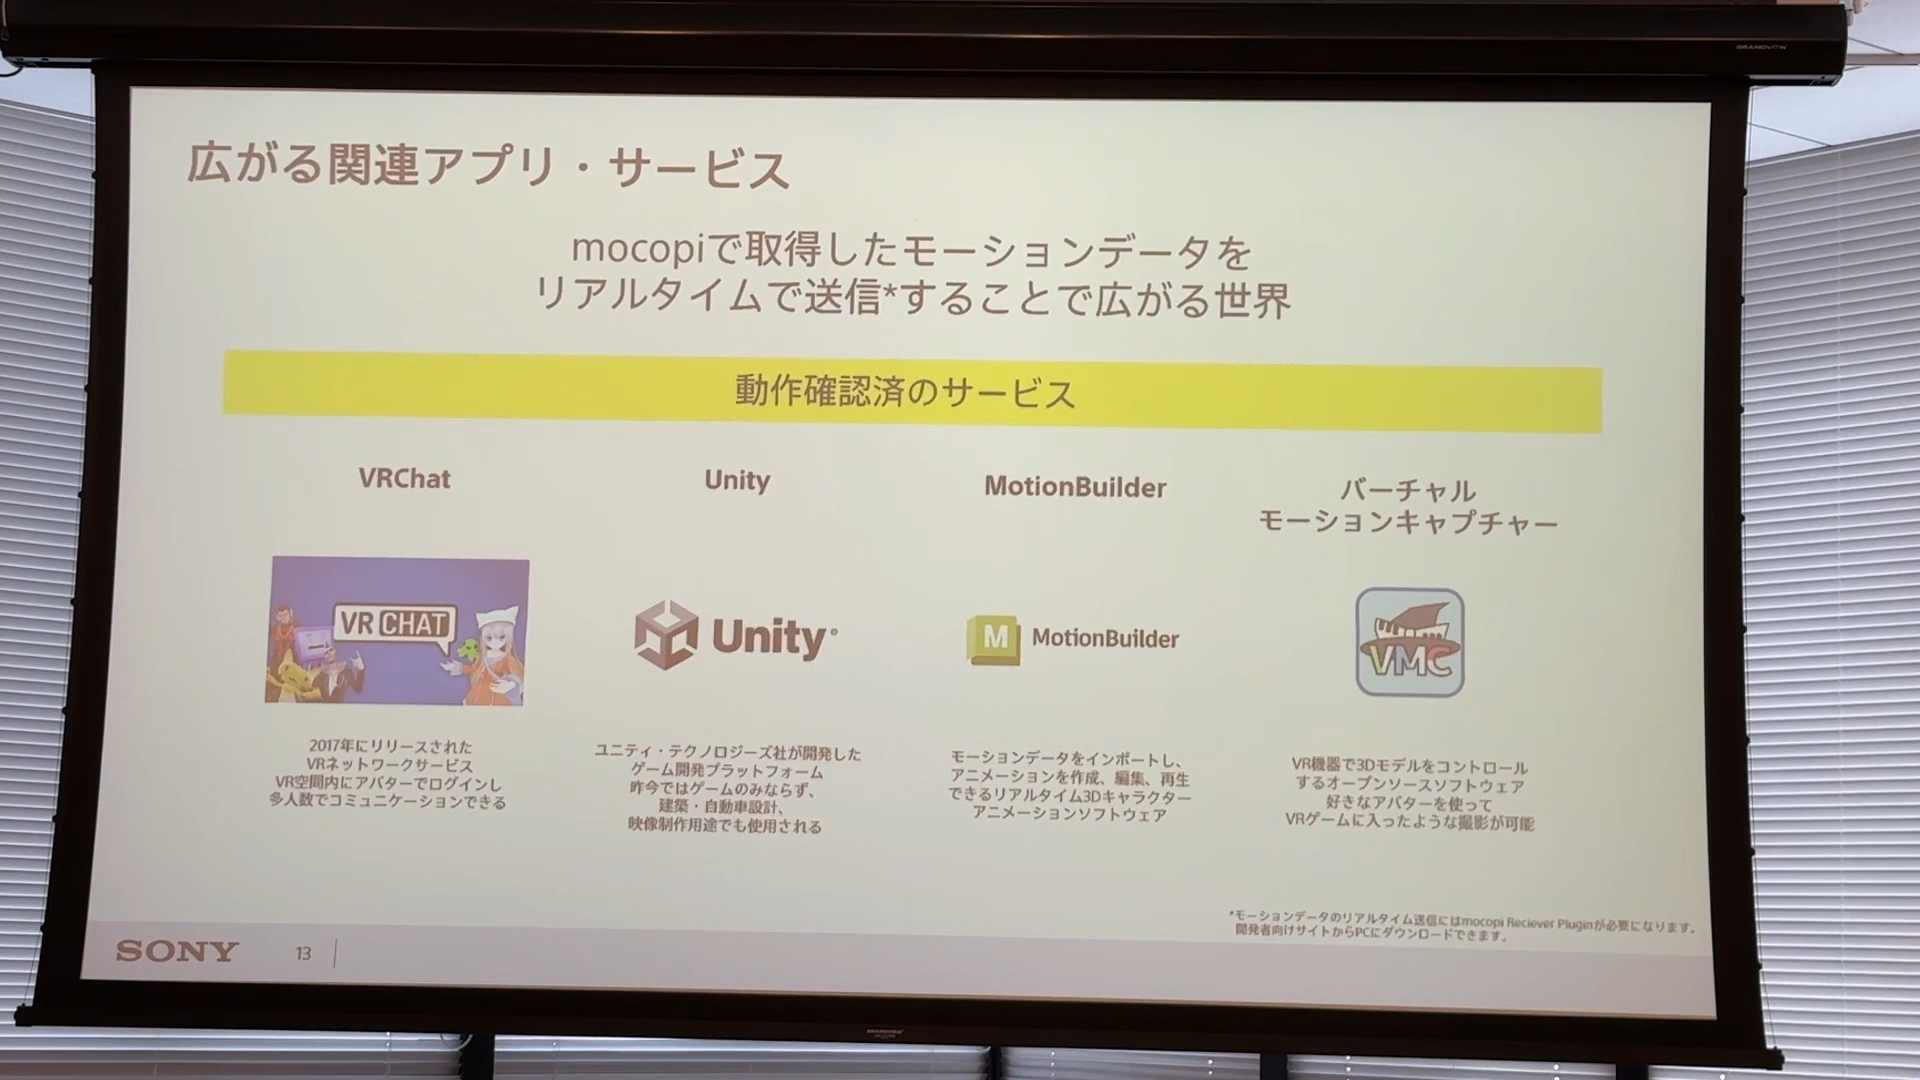 GRANDVIEW
広がる関連アプリ・サービス
mocopiで取得したモーションデータを
リアルタイムで送信*することで広がる世界
動作確認済のサービス
VRChat
Unity
MotionBuilder
バーチャル
モーションキャプチャー
VR CHAT
Unity
M MotionBuilder
VMC
2017年にリリースされた
VRネットワークサービス
VR空間内にアバターでログインし
多人数でコミュニケーションできる
ユニティ・テクノロジーズ社が開発した
ゲーム開発プラットフォーム
昨今ではゲームのみならず、
建築・自動車設計、
映像制作用途でも使用される
モーションデータをインポートし、
アニメーションを作成、編集、再生
できるリアルタイム3Dキャラクター
アニメーションソフトウェア
VR機器で3Dモデルをコントロール
するオープンソースソフトウェア
好きなアバターを使って
VRゲームに入ったような撮影が可能
*モーションデータのリアルタイム送信にはmocopi Reciever Pluginが必要になります。
開発者向けサイトからPCにダウンロードできます。
SONY
13